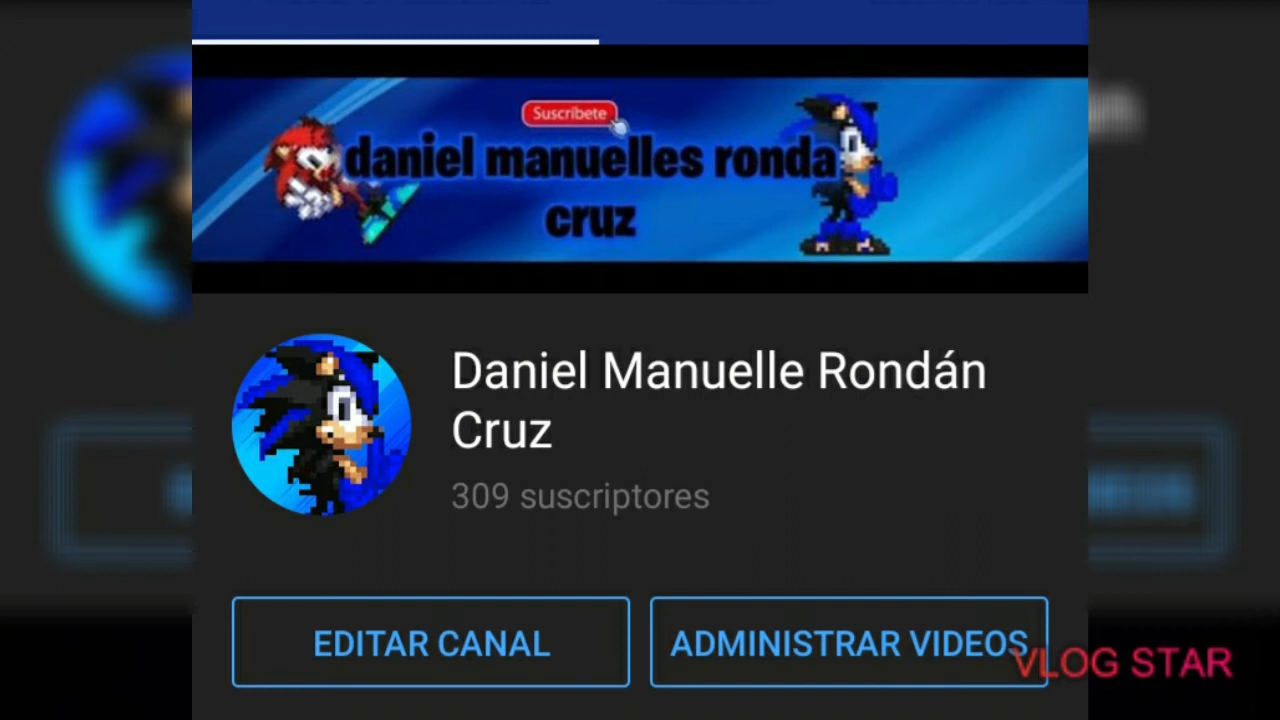 Suscríbete
daniel manuelles ronda
cruz
Daniel Manuelle Rondán
Cruz
309 suscriptores
EDITAR CANAL
ADMINISTRAR VIDEOS
VLOG STAR